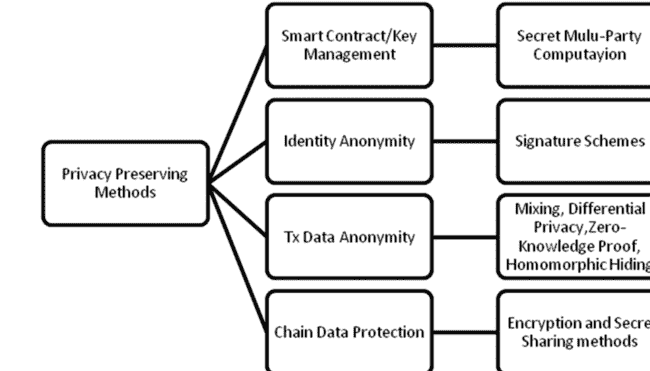 Smart Contract/Key
Management
Secret Mulu-Party
Computayion
Identity Anonymity
Signature Schemes
Privacy Preserving
Methods
Tx Data Anonymity
Mixing, Differential
Privacy,Zero-
Knowledge Proof,
Homomorphic Hiding
Chain Data Protection
Encryption and Secre
Sharing methods